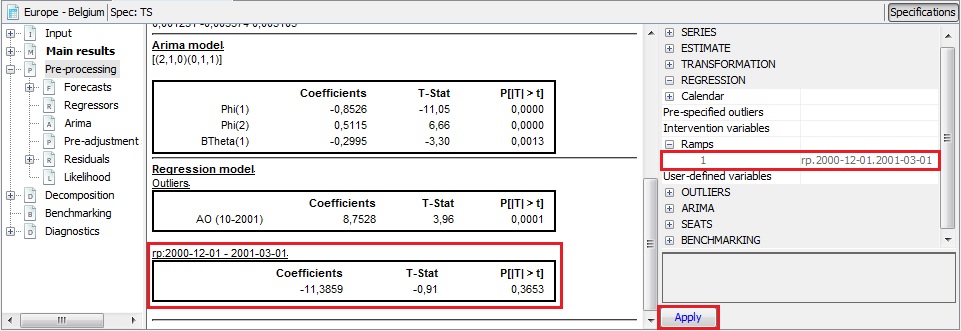 Europe - Belgium Spec: TS Specifications
Input
Main results
Pre-processing
Forecasts
Regressors
Arima
Pre-adjustment
Residuals
Likelihood
Decomposition
Benchmarking
Diagnostics
Arima model
[(2,1,0)(0,1,1)]
Coefficients T-Stat P[|T| > t]
Phi(1) -0,8526 -11,05 0,0000
Phi(2) 0,5115 6,66 0,0000
BTheta(1) -0,2995 -3,30 0,0013
Regression model
Outliers
Coefficients T-Stat P[|T| > t]
AO (10-2001) 8,7528 3,96 0,0001
rp:2000-12-01 - 2001-03-01
Coefficients T-Stat P[|T| > t]
-11,3859 -0,91 0,3653
SERIES
ESTIMATE
TRANSFORMATION
REGRESSION
Calendar
Pre-specified outliers
Intervention variables
Ramps
1 rp.2000-12-01.2001-03-01
User-defined variables
OUTLIERS
ARIMA
SEATS
BENCHMARKING
Apply